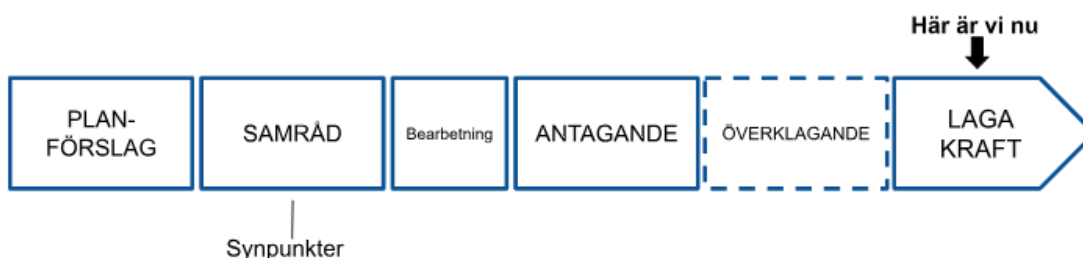 Här är vi nu
PLAN-
FÖRSLAG
SAMRÅD
Bearbetning
ANTAGANDE
ÖVERKLAGANDE
LAGA
KRAFT
Synpunkter